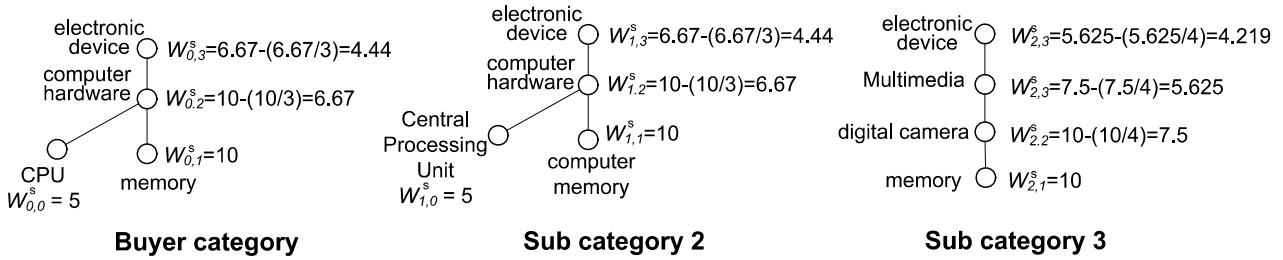 electronic
device
W^s_{0,3}=6.67-(6.67/3)=4.44
computer
hardware
W^s_{0.2}=10-(10/3)=6.67
W^s_{0,1}=10
CPU
W^s_{0,0} = 5
memory
Buyer category
electronic
device
W^s_{1,3}=6.67-(6.67/3)=4.44
computer
hardware
W^s_{1.2}=10-(10/3)=6.67
Central
Processing
Unit
W^s_{1,0} = 5
W^s_{1,1}=10
computer
memory
Sub category 2
electronic
device
W^s_{2,3}=5.625-(5.625/4)=4.219
Multimedia
W^s_{2,3}=7.5-(7.5/4)=5.625
digital camera
W^s_{2.2}=10-(10/4)=7.5
memory
W^s_{2,1}=10
Sub category 3